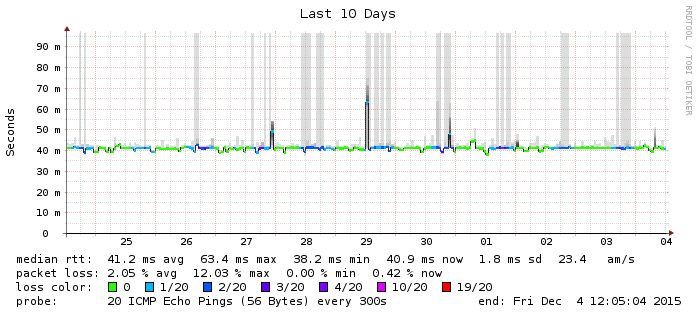 Last 10 Days
RRDTOOL / TOBI OETIKER
Seconds
90 m
80 m
70 m
60 m
50 m
40 m
30 m
20 m
10 m
0
25 26 27 28 29 30 01 02 03 04
median rtt: 41.2 ms avg 63.4 ms max 38.2 ms min 40.9 ms now 1.8 ms sd 23.4 am/s
packet loss: 2.05 % avg 12.03 % max 0.00 % min 0.42 % now
loss color: 0 1/20 2/20 3/20 4/20 10/20 19/20
probe: 20 ICMP Echo Pings (56 Bytes) every 300s end: Fri Dec 4 12:05:04 2015